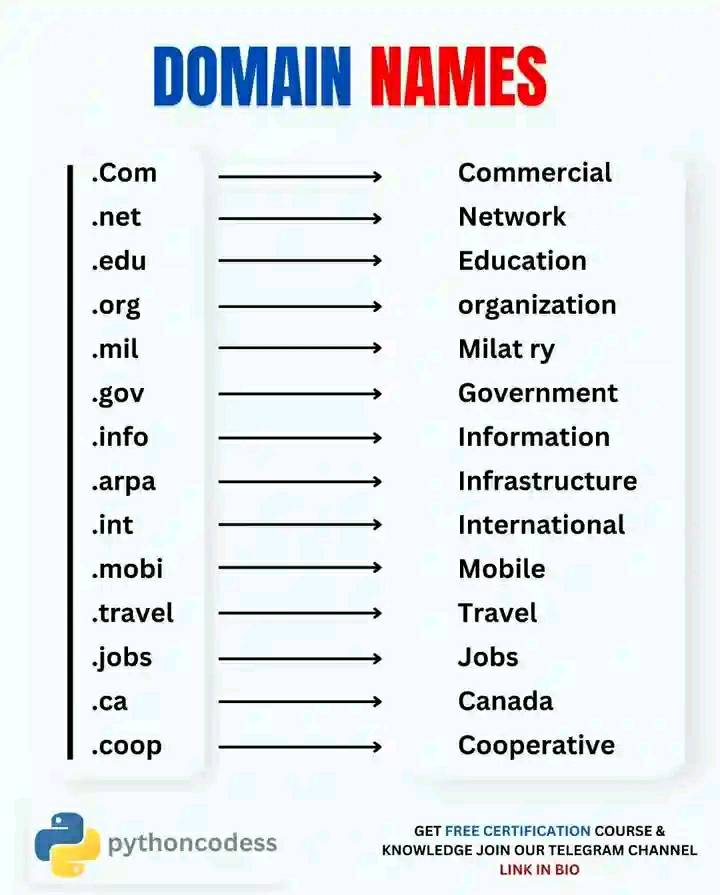 DOMAIN NAMES
.Com Commercial
.net Network
.edu Education
.org organization
.mil Milat ry
.gov Government
.info Information
.arpa Infrastructure
.int International
.mobi Mobile
.travel Travel
.jobs Jobs
.ca Canada
.coop Cooperative
pythoncodess
GET FREE CERTIFICATION COURSE &
KNOWLEDGE JOIN OUR TELEGRAM CHANNEL
LINK IN BIO